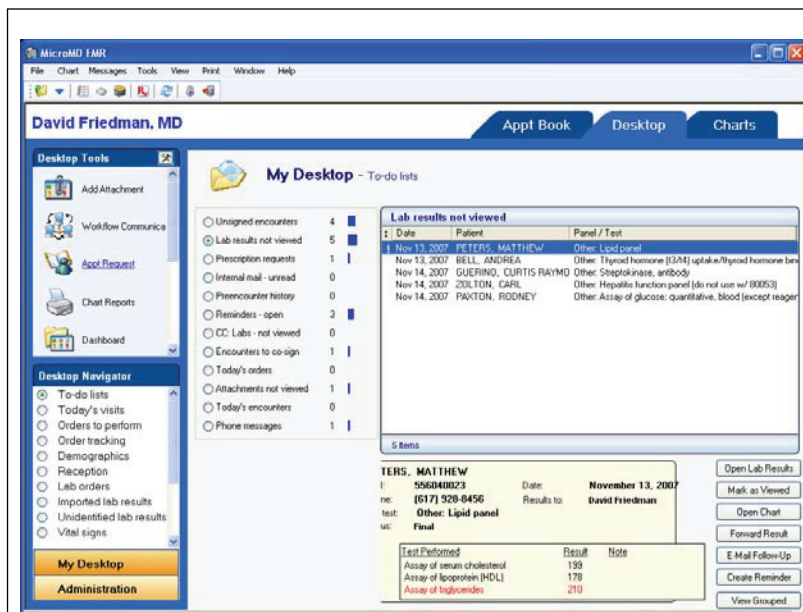 MicroMD EMR
File Chart Messages Tools View Print Window Help
David Friedman, MD
Appt Book Desktop Charts
Desktop Tools
Add Attachment
Workflow Communica
Appt Request
Chart Reports
Dashboard
Desktop Navigator
To-do lists
Today's visits
Orders to perform
Order tracking
Demographics
Reception
Lab orders
Imported lab results
Unidentified lab results
Vital signs
My Desktop
Administration
My Desktop - To-do lists
Unsigned encounters 4
Lab results not viewed 5
Prescription requests 1
Internal mail - unread 0
Preencounter history 0
Reminders - open 3
CC: Labs - not viewed 0
Encounters to co-sign 1
Today's orders 0
Attachments not viewed 1
Today's encounters 0
Phone messages 1
Lab results not viewed
! Date Patient Panel / Test
! Nov 13, 2007 PETERS, MATTHEW Other: Lipid panel
Nov 13, 2007 BELL, ANDREA Other: Thyroid hormone (T3/T4) uptake/thyroid hormone bin
Nov 14, 2007 GUERINO, CURTIS RAYMO Other: Streptokinase, antibody
Nov 14, 2007 ZOLTON, CARL Other: Hepatitis function panel (do not use w/ 80053)
Nov 14, 2007 PAXTON, RODNEY Other: Assay of glucose: quantitative, blood (except reager
5 Items
TERS, MATTHEW
l: 556040023 Date: November 13, 2007
ne: (617) 928-8456 Results to: David Friedman
test: Other: Lipid panel
us: Final
Test Performed Result Note
Assay of serum cholesterol 199
Assay of lipoprotein (HDL) 178
Assay of triglycerides 210
Open Lab Results
Mark as Viewed
Open Chart
Forward Result
E-Mail Follow-Up
Create Reminder
View Grouped